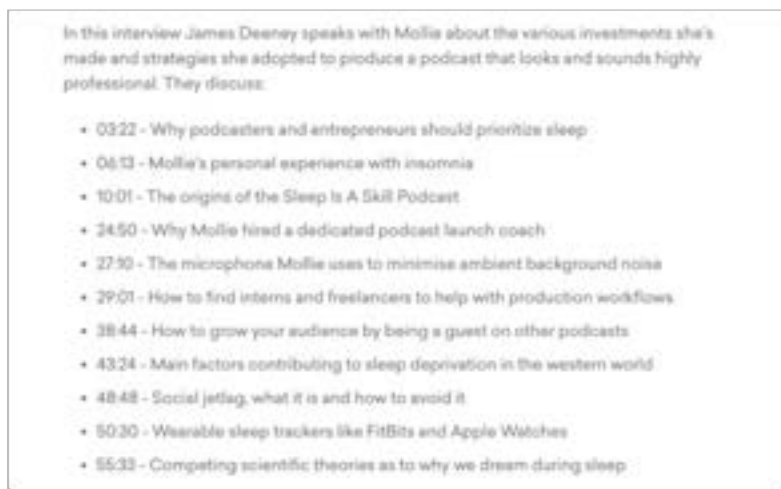 In this interview James Deeney speaks with Mollie about the various investments she's
made and strategies she adopted to produce a podcast that looks and sounds highly
professional. They discuss:
• 03:22 - Why podcasters and entrepreneurs should prioritize sleep
• 06:13 - Mollie's personal experience with insomnia
• 10:01 - The origins of the Sleep Is A Skill Podcast
• 24:50 - Why Mollie hired a dedicated podcast launch coach
• 27:10 - The microphone Mollie uses to minimise ambient background noise
• 29:01 - How to find interns and freelancers to help with production workflows
• 38:44 - How to grow your audience by being a guest on other podcasts
• 43:24 - Main factors contributing to sleep deprivation in the western world
• 48:48 - Social jetlag, what it is and how to avoid it
• 50:30 - Wearable sleep trackers like FitBits and Apple Watches
• 55:33 - Competing scientific theories as to why we dream during sleep